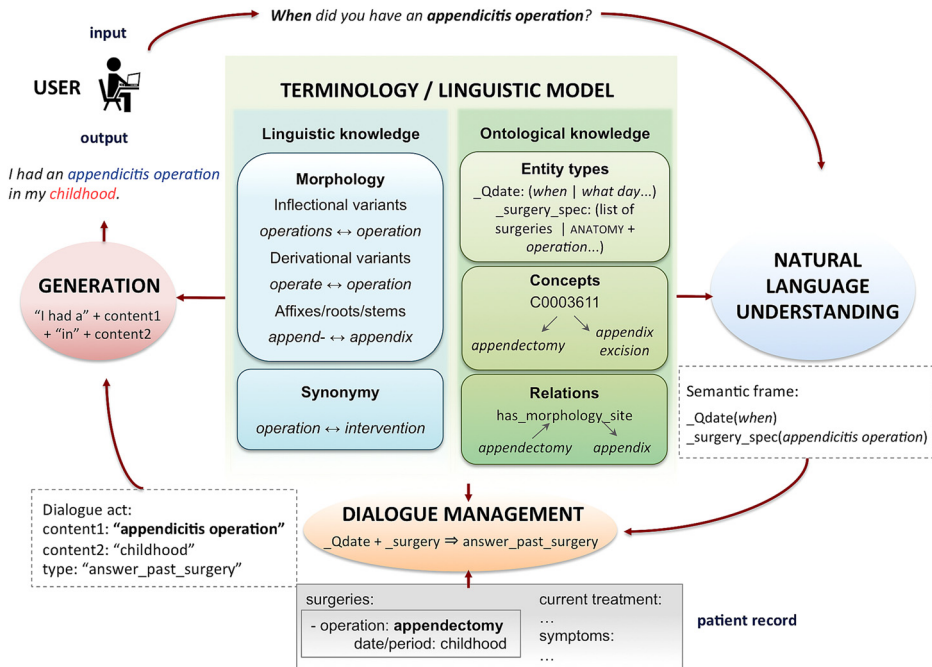 When did you have an appendicitis operation?
input
USER
output
I had an appendicitis operation
in my childhood.
TERMINOLOGY / LINGUISTIC MODEL
Linguistic knowledge
Morphology
Inflectional variants
operations ↔ operation
Derivational variants
operate ↔ operation
Affixes/roots/stems
append- ↔ appendix
Synonymy
operation ↔ intervention
Ontological knowledge
Entity types
_Qdate: (when | what day...)
_surgery_spec: (list of
surgeries | ANATOMY +
operation...)
Concepts
C0003611
appendectomy
appendix
excision
Relations
has_morphology_site
appendectomy
appendix
NATURAL
LANGUAGE
UNDERSTANDING
Semantic frame:
_Qdate(when)
_surgery_spec(appendicitis operation)
GENERATION
“I had a” + content1
+ “in” + content2
Dialogue act:
content1: “appendicitis operation”
content2: “childhood”
type: “answer_past_surgery”
DIALOGUE MANAGEMENT
_Qdate + _surgery ⇒ answer_past_surgery
surgeries:
- operation: appendectomy
date/period: childhood
current treatment:
...
symptoms:
...
patient record